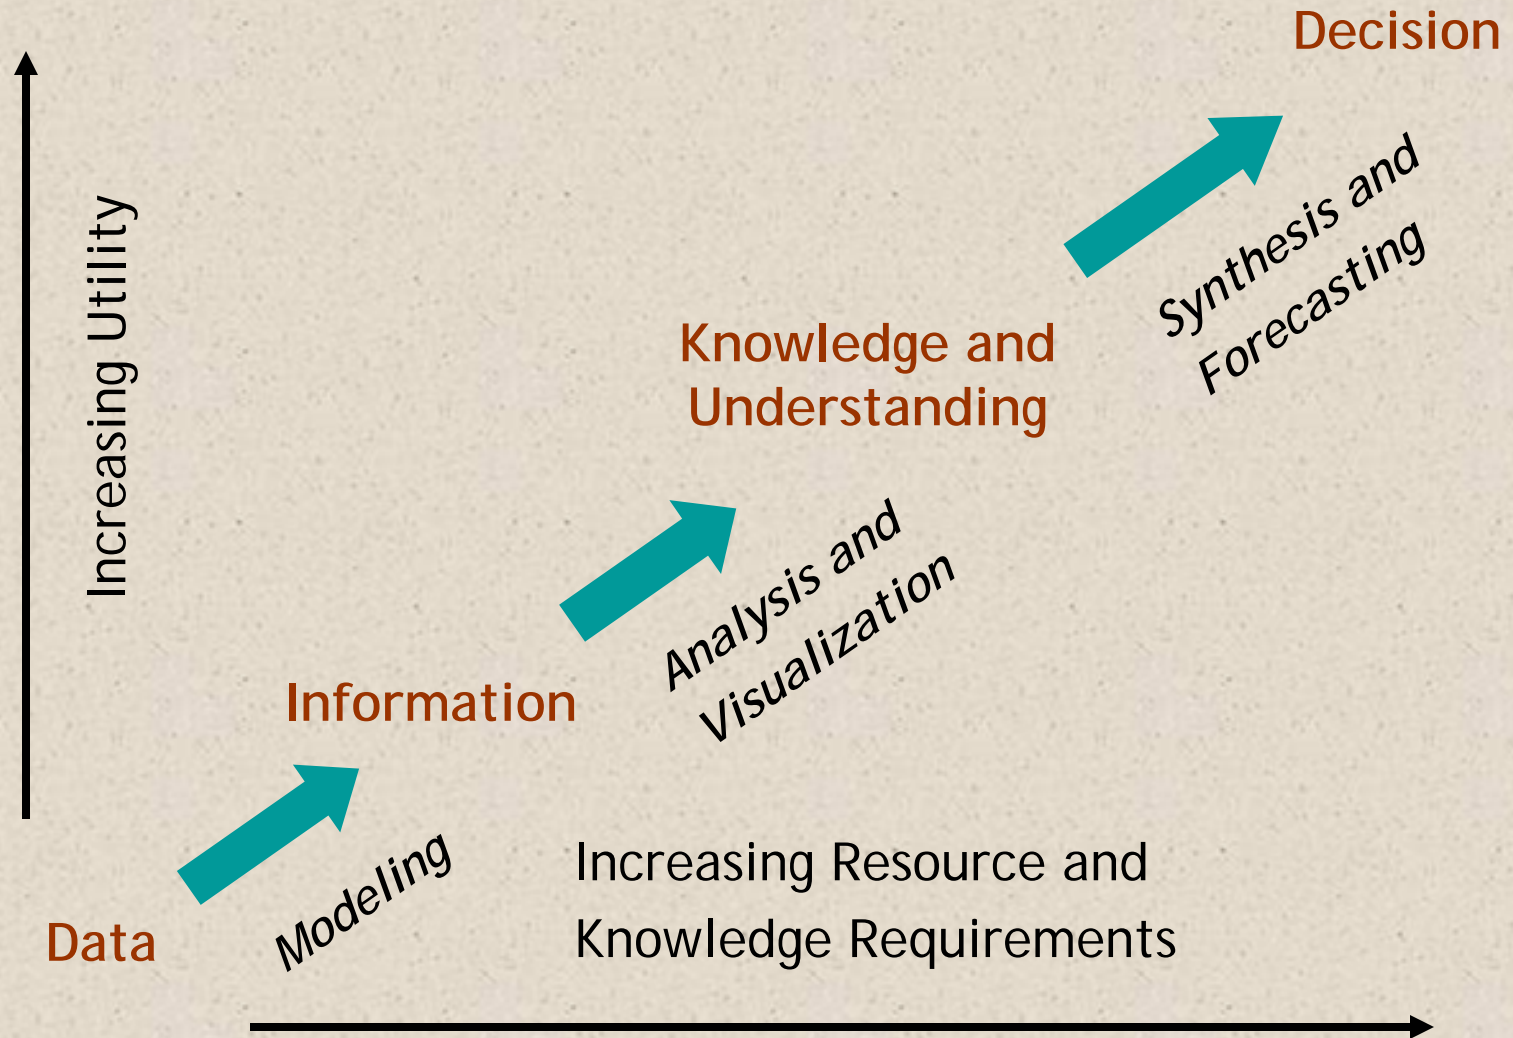 Decision
Increasing Utility
Synthesis and
Forecasting
Knowledge and
Understanding
Analysis and
Visualization
Information
Modeling
Increasing Resource and
Knowledge Requirements
Data